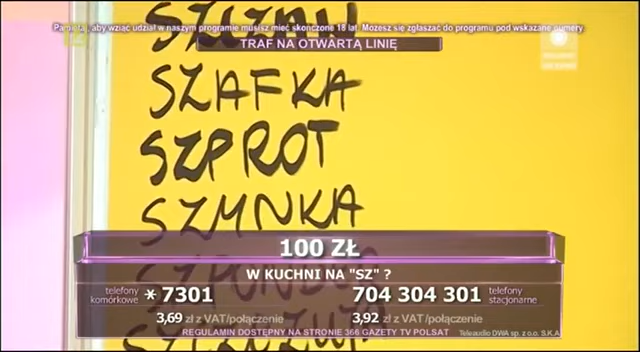 Pamiętaj, aby wziąć udział w naszym programie musisz mieć skończone 18 lat. Możesz się zgłaszać do programu pod wskazane numery
TRAF NA OTWARTĄ LINIĘ
SZAFKA
SZPROT
SZYNKA
100 ZŁ
W KUCHNI NA "SZ" ?
telefony komórkowe
*7301
704 304 301
telefony stacjonarne
3,69 zł z VAT/połączenie
3,92 zł z VAT/połączenie
REGULAMIN DOSTĘPNY NA STRONIE 366 GAZETY TV POLSAT
Teleaudio DWA sp. z o.o. S.K.A